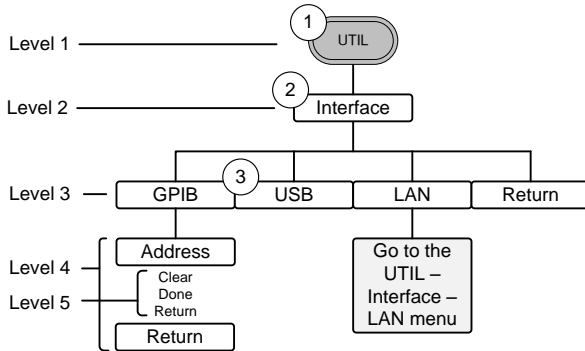 1
Level 1
UTIL
2
Level 2
Interface
3
Level 3
GPIB
USB
LAN
Return
Level 4
Address
Level 5
Clear
Done
Return
Return
Go to the
UTIL –
Interface –
LAN menu